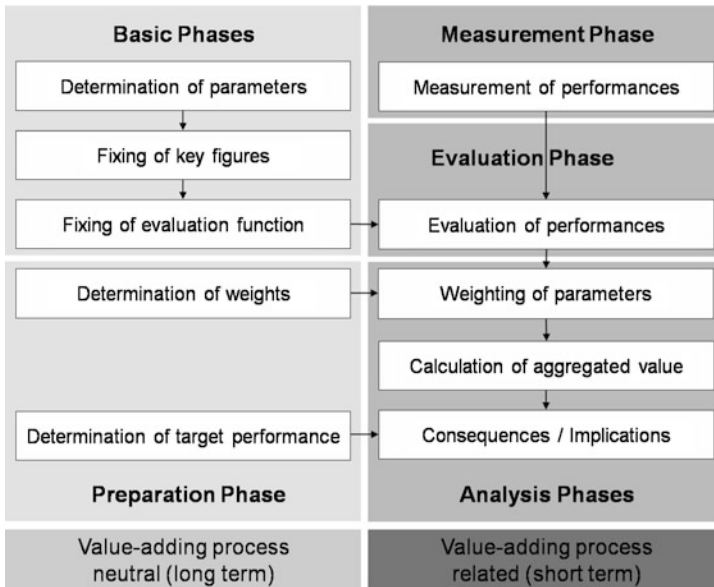 Basic Phases
Determination of parameters
Fixing of key figures
Fixing of evaluation function
Determination of weights
Determination of target performance
Preparation Phase
Value-adding process
neutral (long term)
Measurement Phase
Measurement of performances
Evaluation Phase
Evaluation of performances
Weighting of parameters
Calculation of aggregated value
Consequences / Implications
Analysis Phases
Value-adding process
related (short term)